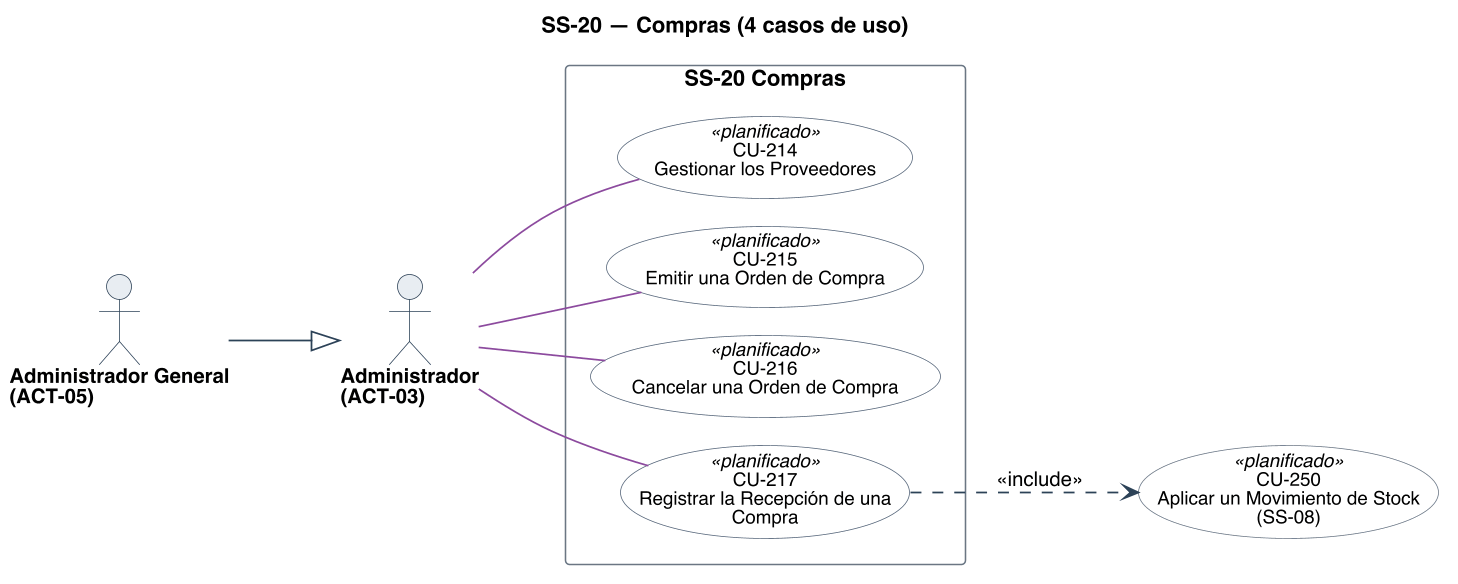 SS-20 — Compras (4 casos de uso)
SS-20 Compras
«planificado»
CU-214
Gestionar los Proveedores
«planificado»
CU-215
Emitir una Orden de Compra
«planificado»
CU-216
Cancelar una Orden de Compra
Administrador General
(ACT-05)
Administrador
(ACT-03)
«planificado»
CU-217
Registrar la Recepción de una
Compra
«include»
«planificado»
CU-250
Aplicar un Movimiento de Stock
(SS-08)